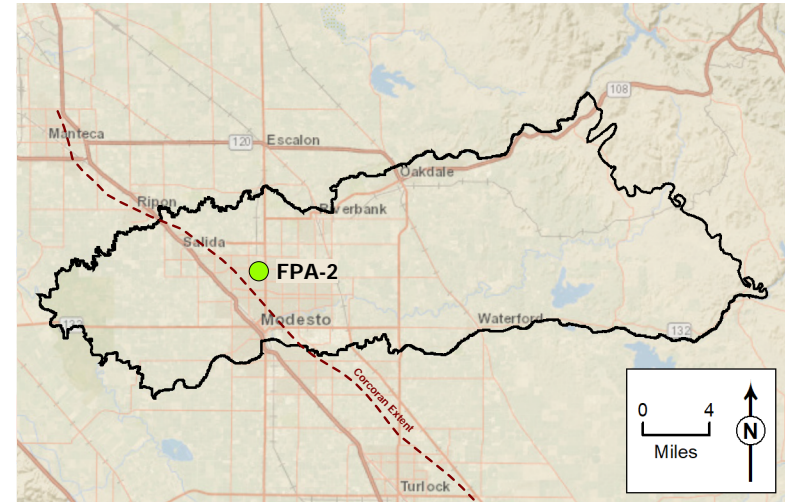 108
Manteca
120
Escalon
Oakdale
Ripon
Riverbank
Salida
FPA-2
Modesto
Waterford
132
132
Corcoran Extent
0 4
Miles
N
Turlock